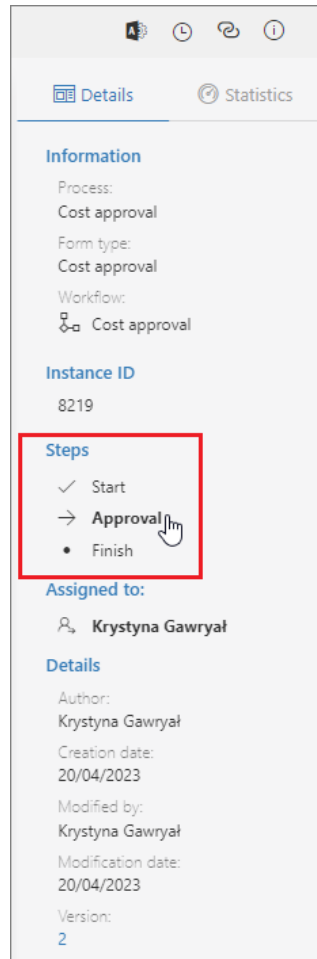 Details Statistics
Information
Process:
Cost approval
Form type:
Cost approval
Workflow:
Cost approval
Instance ID
8219
Steps
Start
Approval
Finish
Assigned to:
Krystyna Gawryał
Details
Author:
Krystyna Gawryał
Creation date:
20/04/2023
Modified by:
Krystyna Gawryał
Modification date:
20/04/2023
Version:
2